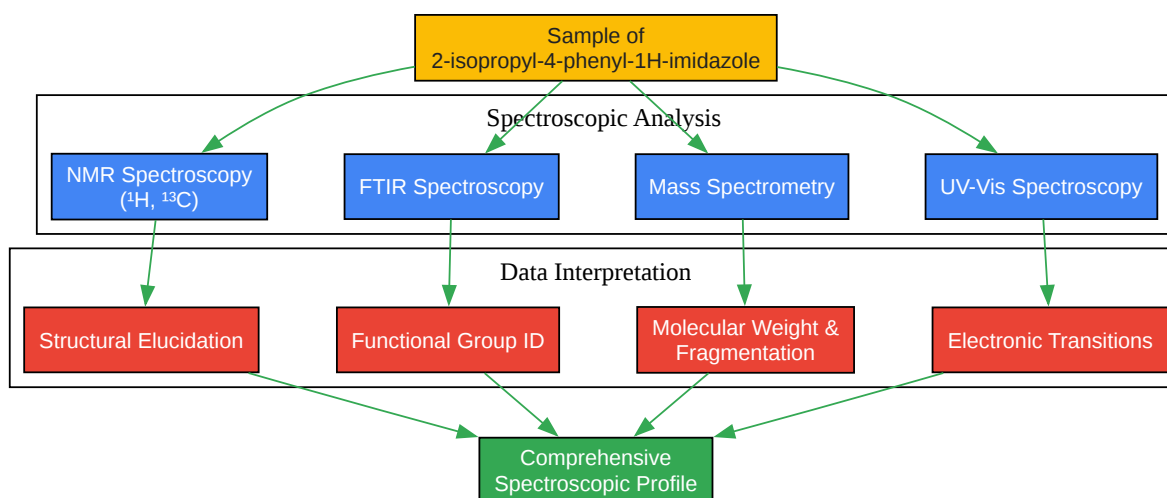 Sample of
2-isopropyl-4-phenyl-1H-imidazole
Spectroscopic Analysis
NMR Spectroscopy
(¹H, ¹³C)
FTIR Spectroscopy
Mass Spectrometry
UV-Vis Spectroscopy
Data Interpretation
Structural Elucidation
Functional Group ID
Molecular Weight &
Fragmentation
Electronic Transitions
Comprehensive
Spectroscopic Profile